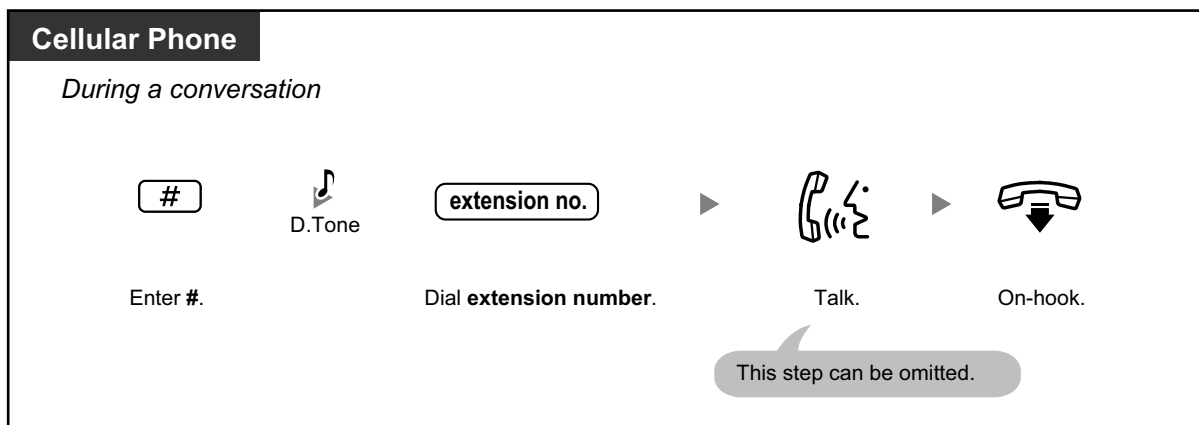 Cellular Phone
During a conversation
#
D.Tone
extension no.
Enter #.
Dial extension number.
Talk.
On-hook.
This step can be omitted.